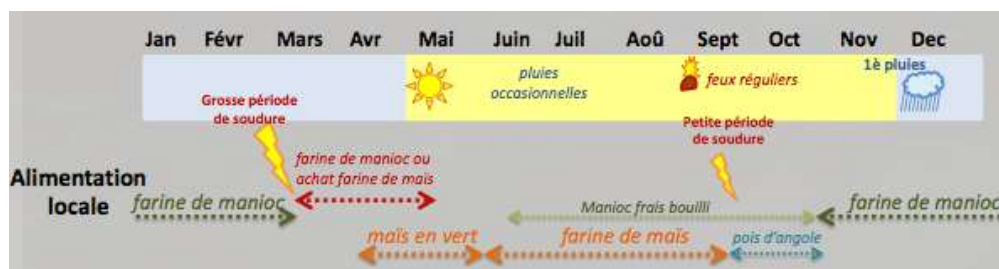 Jan Févr Mars Avr Mai Juin Juil Aoû Sept Oct Nov Dec
1è pluies
pluies
occasionnelles
feux réguliers
Grosse période
de soudure
Petite période
de soudure
farine de manioc ou
achat farine de maïs
Alimentation
locale
farine de manioc
Manioc frais bouilli
farine de manioc
maïs en vert
farine de maïs
pois d'angole